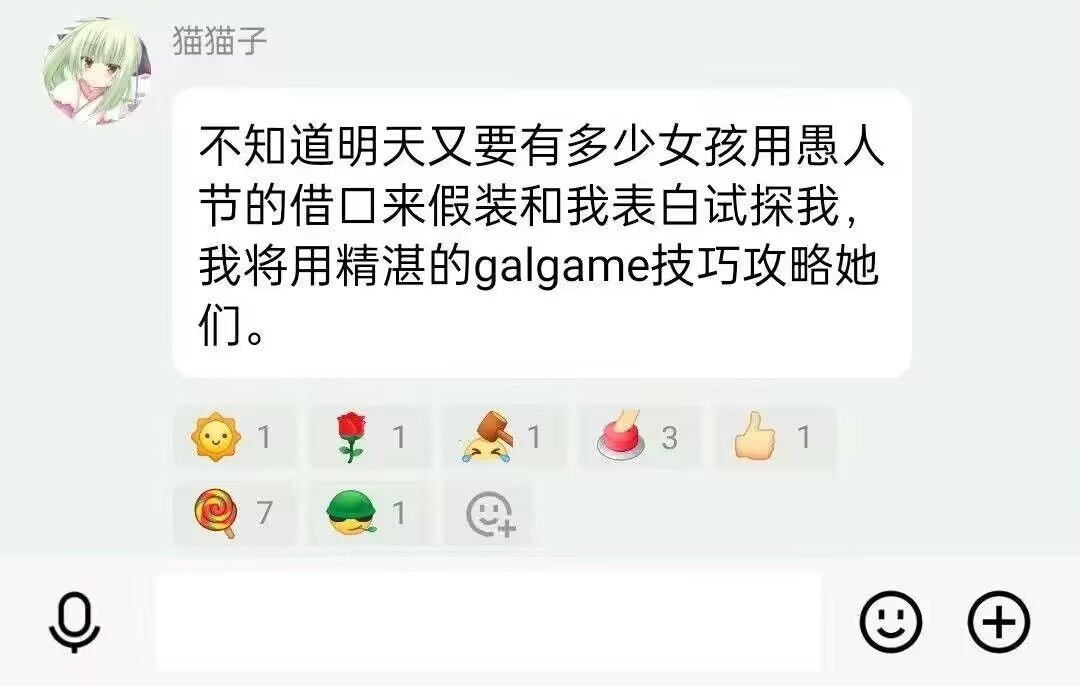 猫猫子
不知道明天又要有多少女孩用愚人
节的借口来假装和我表白试探我，
我将用精湛的galgame技巧攻略她
们。
1 1 1 3 1
7 1